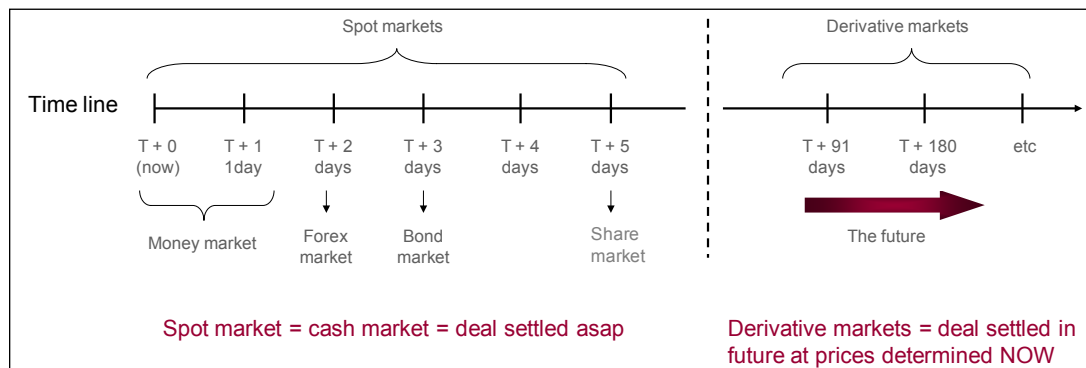 Spot markets
Derivative markets
Time line
T + 0
(now)
T + 1
1day
T + 2
days
T + 3
days
T + 4
days
T + 5
days
T + 91
days
T + 180
days
etc
Money market
Forex
market
Bond
market
Share
market
The future
Spot market = cash market = deal settled asap
Derivative markets = deal settled in
future at prices determined NOW